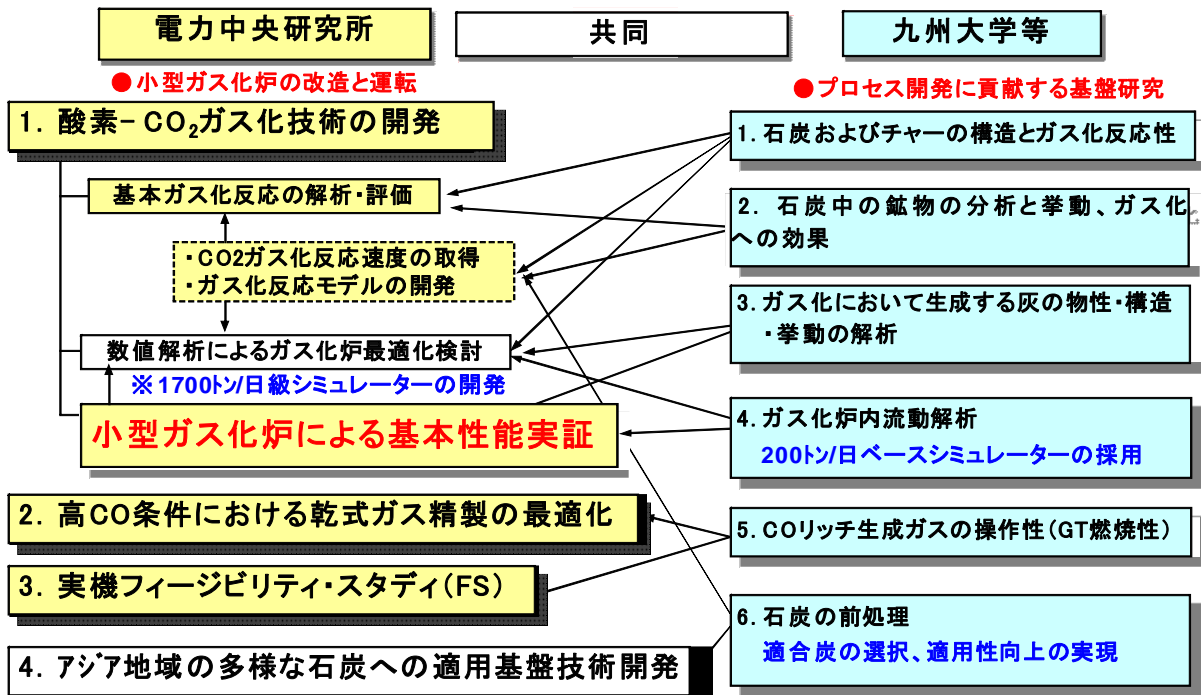 電力中央研究所
共同
九州大学等
●小型ガス化炉の改造と運転
●プロセス開発に貢献する基盤研究
1. 酸素-CO₂ガス化技術の開発
基本ガス化反応の解析・評価
・CO2ガス化反応速度の取得
・ガス化反応モデルの開発
数値解析によるガス化炉最適化検討
※1700トン/日級シミュレーターの開発
小型ガス化炉による基本性能実証
2. 高CO条件における乾式ガス精製の最適化
3. 実機フィージビリティ・スタディ(FS)
4. アジア地域の多様な石炭への適用基盤技術開発
1. 石炭およびチャーの構造とガス化反応性
2. 石炭中の鉱物の分析と挙動、ガス化
への効果
3. ガス化において生成する灰の物性・構造
・挙動の解析
4. ガス化炉内流動解析
200トン/日ベースシミュレーターの採用
5. COリッチ生成ガスの操作性(GT燃焼性)
6. 石炭の前処理
適合炭の選択、適用性向上の実現